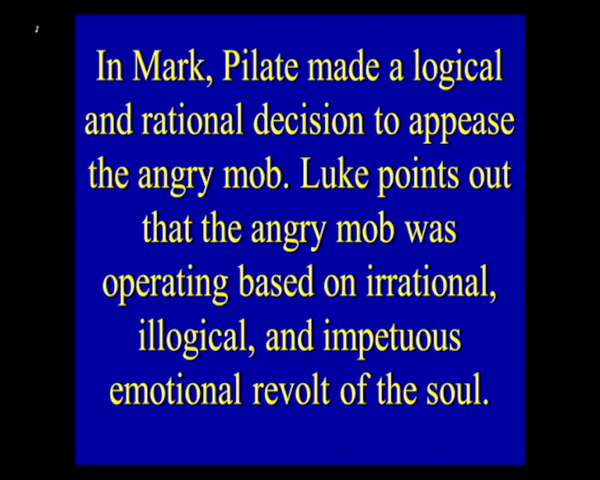 In Mark, Pilate made a logical
and rational decision to appease
the angry mob. Luke points out
that the angry mob was
operating based on irrational,
illogical, and impetuous
emotional revolt of the soul.